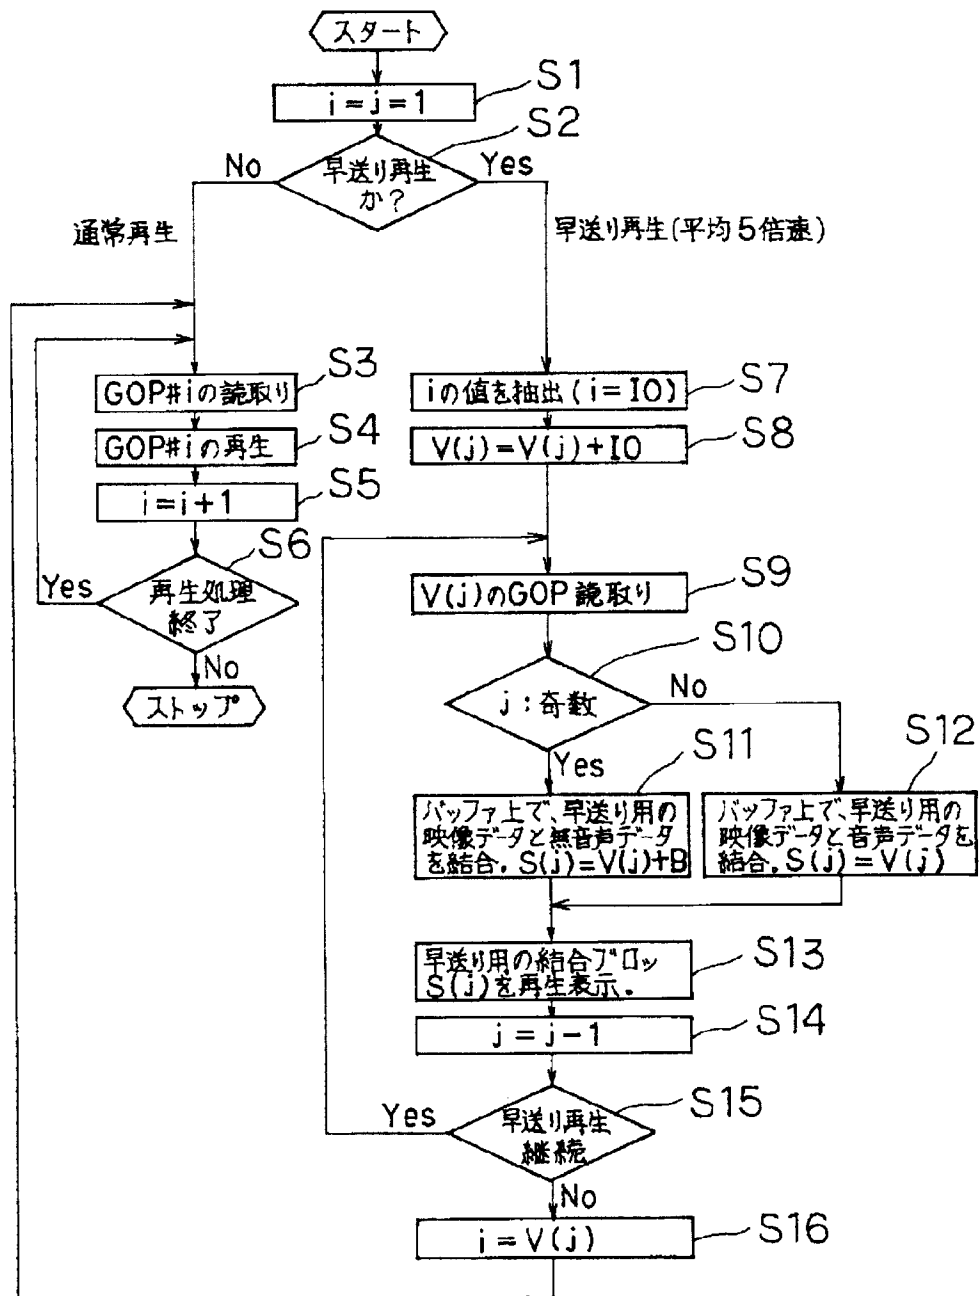 スタート
S1
i=j=1
S2
早送り再生
か?
No
Yes
通常再生
早送り再生(平均5倍速)
S3
GOP#iの読取り
S4
GOP#iの再生
S5
i=i+1
S6
再生処理
終了
Yes
No
ストップ
S7
iの値を抽出(i=I0)
S8
V(j)=V(j)+I0
S9
V(j)のGOP読取り
S10
j:奇数
No
Yes
S11
バッファ上で、早送り用の
映像データと無音声データ
を結合.S(j)=V(j)+B
S12
バッファ上で、早送り用の
映像データと音声データを
結合.S(j)=V(j)
S13
早送り用の結合ブロッ
S(j)を再生表示.
S14
j=j-1
S15
早送り再生
継続
Yes
No
S16
i=V(j)